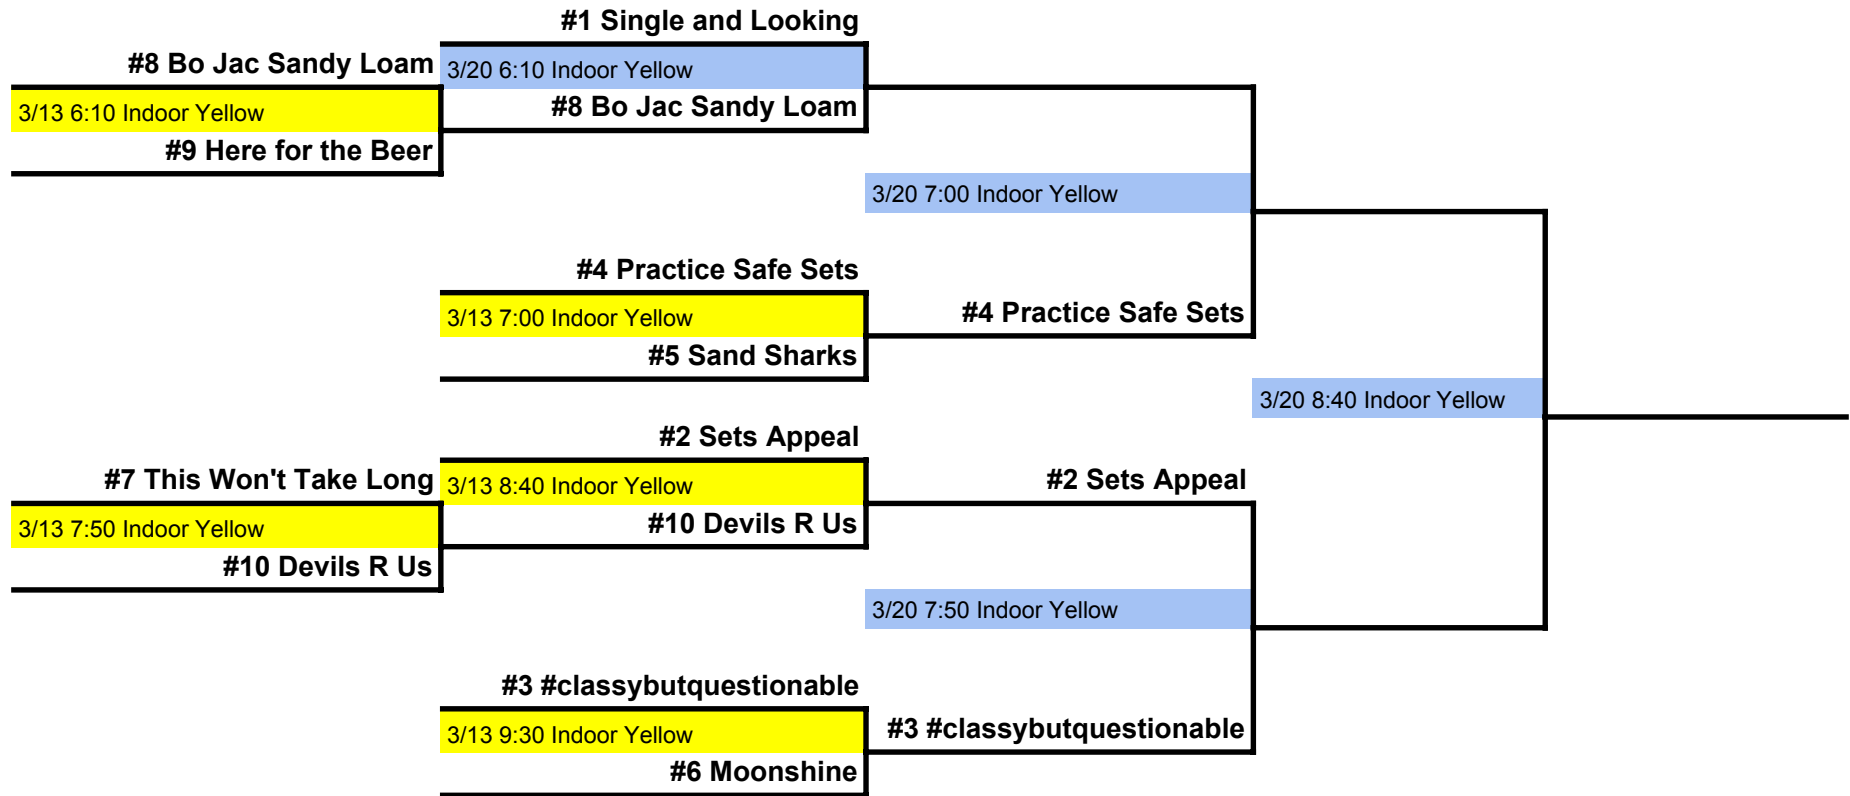 #1 Single and Looking
#8 Bo Jac Sandy Loam
3/20 6:10 Indoor Yellow
3/13 6:10 Indoor Yellow
#8 Bo Jac Sandy Loam
#9 Here for the Beer
3/20 7:00 Indoor Yellow
#4 Practice Safe Sets
3/13 7:00 Indoor Yellow
#4 Practice Safe Sets
#5 Sand Sharks
3/20 8:40 Indoor Yellow
#2 Sets Appeal
#7 This Won't Take Long
3/13 8:40 Indoor Yellow
#2 Sets Appeal
3/13 7:50 Indoor Yellow
#10 Devils R Us
#10 Devils R Us
3/20 7:50 Indoor Yellow
#3 #classybutquestionable
3/13 9:30 Indoor Yellow
#3 #classybutquestionable
#6 Moonshine